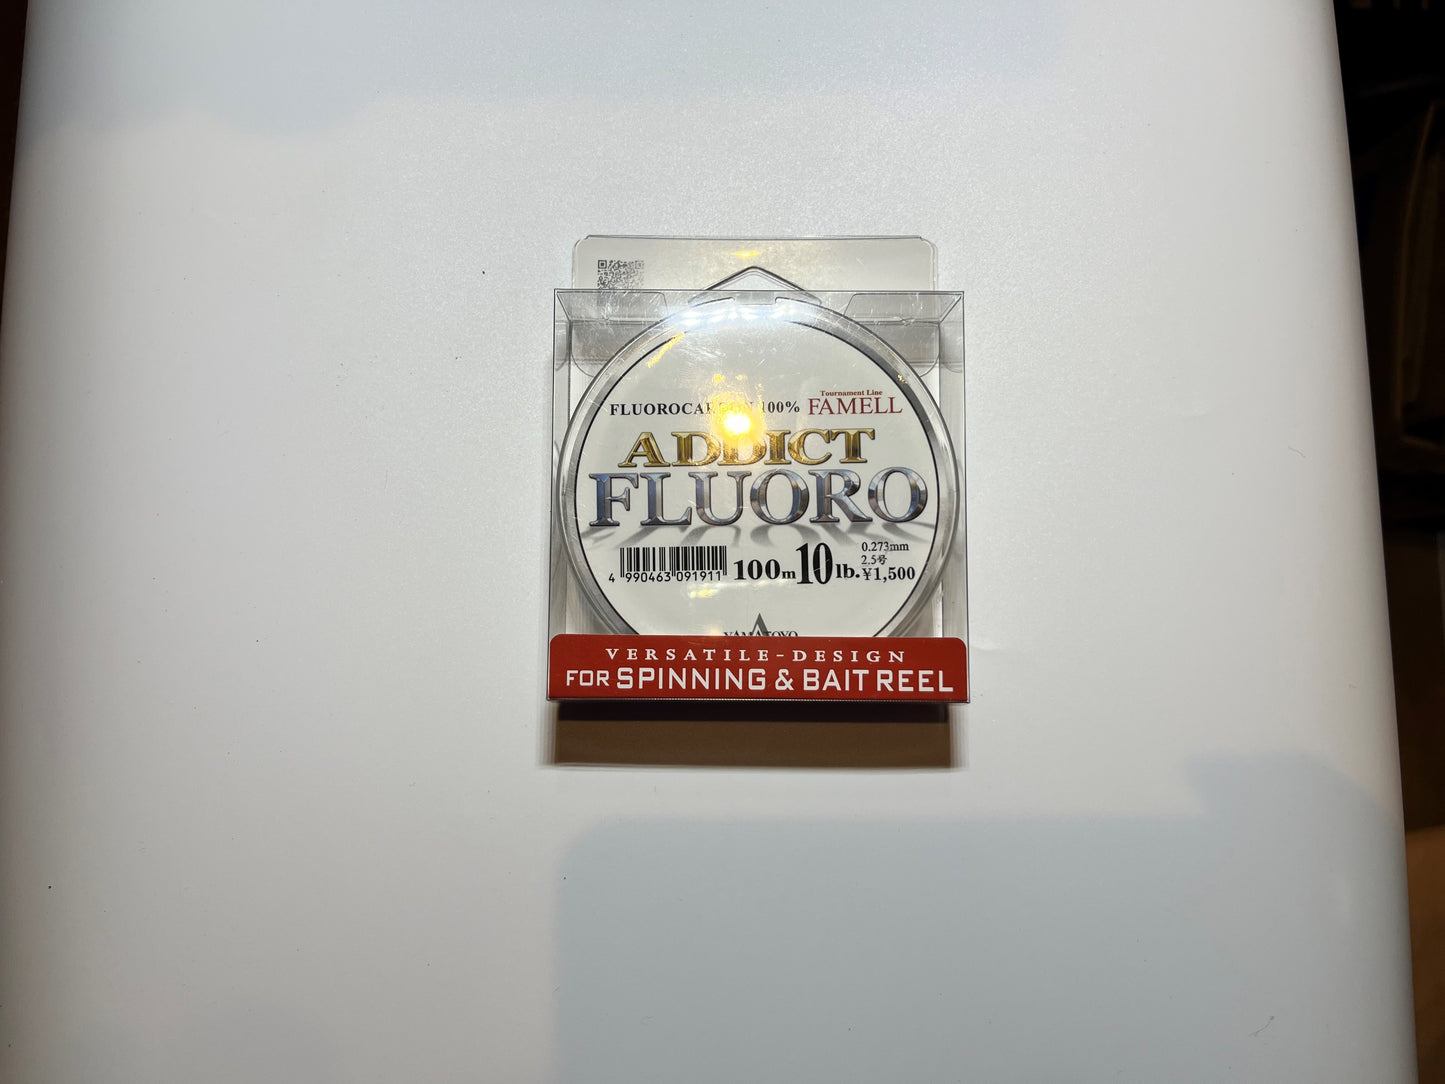 FLUOROCARBON 100%
Tournament Line
FAMELL
ADDICT
FLUORO
4 990463 091911
100m 10lb.
0.273mm
2.5号
¥1,500
YAMATOYO
VERSATILE-DESIGN
FOR SPINNING & BAIT REEL